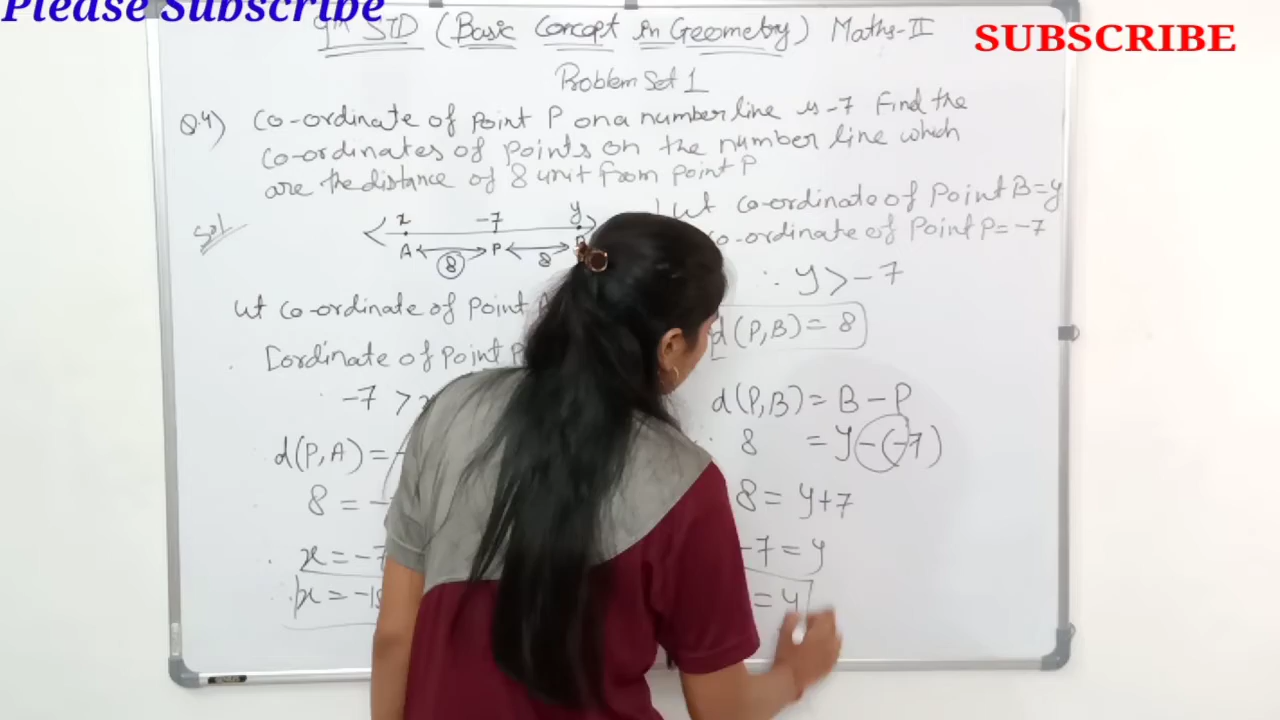 Please Subscribe
SUBSCRIBE
9th STD (Basic Concept in Geometry) Maths-II
Problem Set 1
Q.4) Co-ordinate of point P on a number line is -7 Find the
Co-ordinates of points on the number line which
are the distance of 8 unit from point P
Sol.
x -7 y
A P B
8 8
Let Co-ordinate of point A
Cordinate of Point P
-7 > x
d(P,A) =
8 = -
x = -7
x = -15
Let co-ordinate of Point B = y
co-ordinate of Point P = -7
∴ y > -7
d(P,B) = 8
d(P,B) = B - P
8 = y - (-7)
8 = y + 7
-7 = y
= y